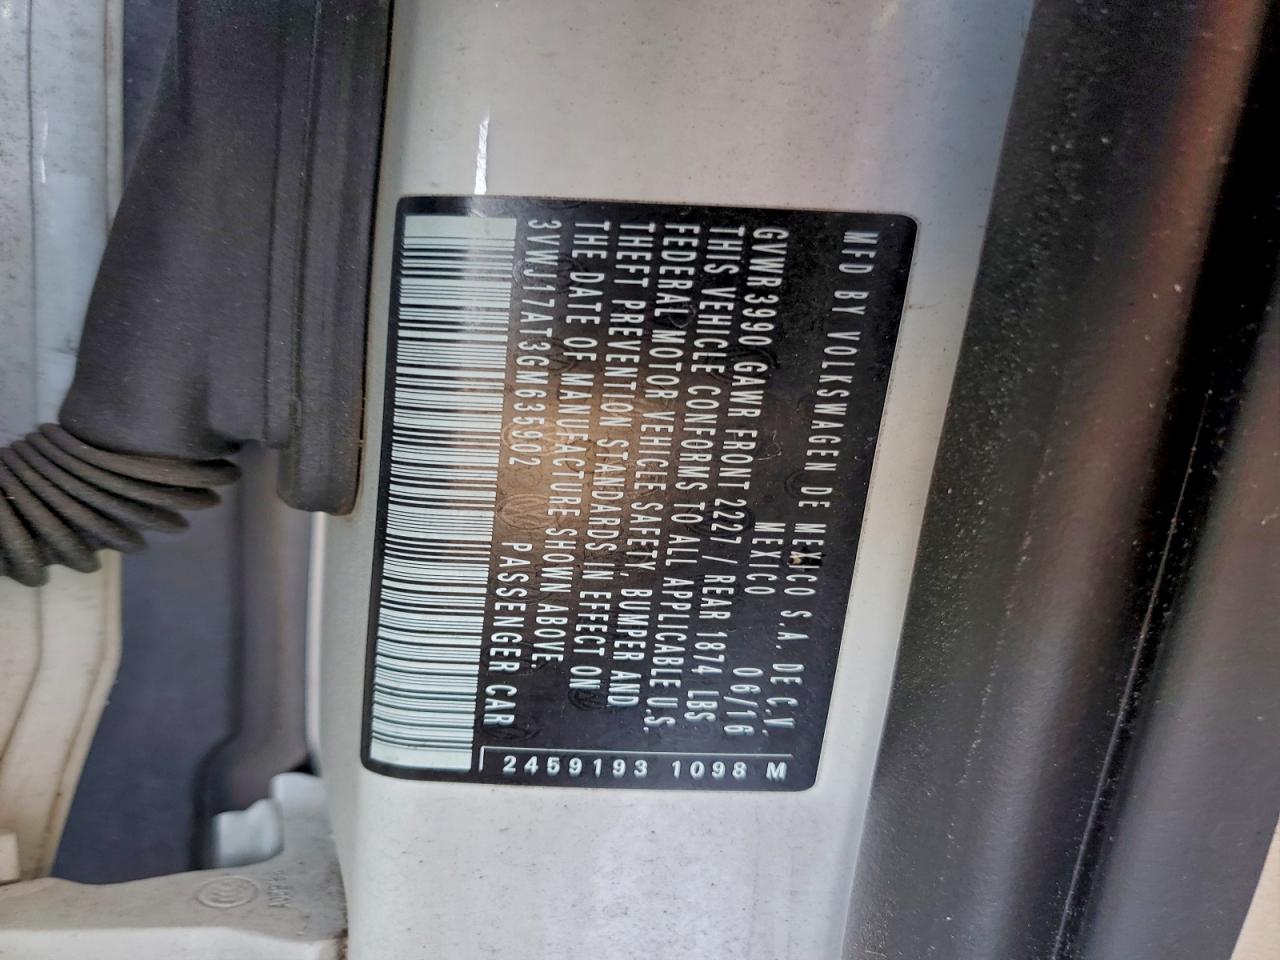 MFD BY VOLKSWAGEN DE MEXICO S.A. DE C.V.
MEXICO 06/16
GVWR 3990 GAWR FRONT 2227 / REAR 1874 LBS
THIS VEHICLE CONFORMS TO ALL APPLICABLE U.S.
FEDERAL MOTOR VEHICLE SAFETY, BUMPER AND
THEFT PREVENTION STANDARDS IN EFFECT ON
THE DATE OF MANUFACTURE SHOWN ABOVE.
3VWJ17AT3GM635902 PASSENGER CAR
2459193 1098 M